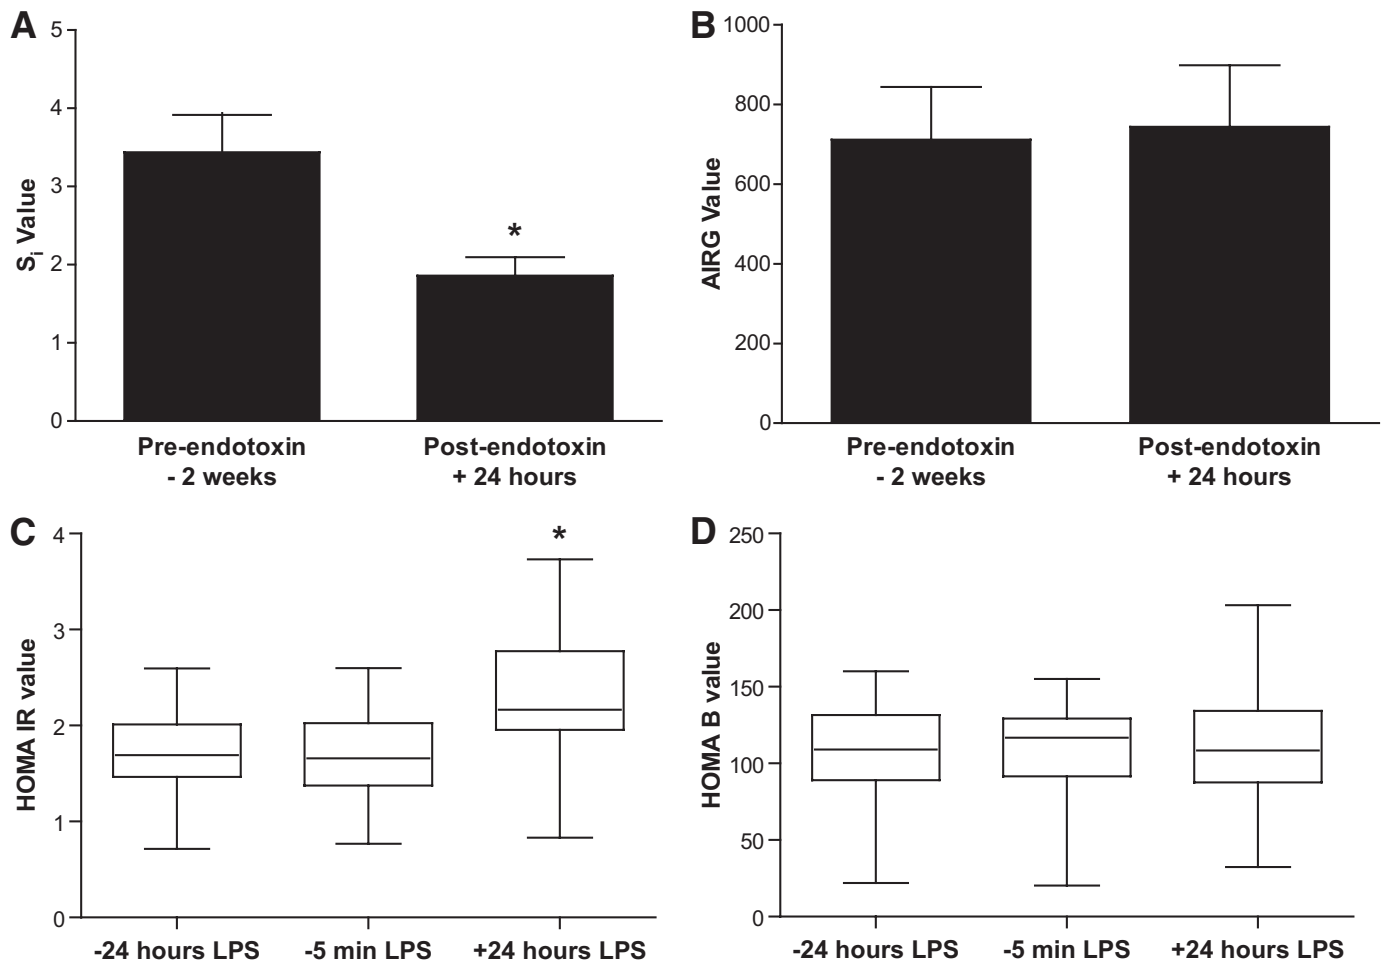 A
5
4
3
2
1
0
Si Value
*
Pre-endotoxin
- 2 weeks
Post-endotoxin
+ 24 hours
B
1000
800
600
400
200
0
AIRG Value
Pre-endotoxin
- 2 weeks
Post-endotoxin
+ 24 hours
C
4
3
2
1
0
HOMA IR value
*
-24 hours LPS
-5 min LPS
+24 hours LPS
D
250
200
150
100
50
0
HOMA B value
-24 hours LPS
-5 min LPS
+24 hours LPS